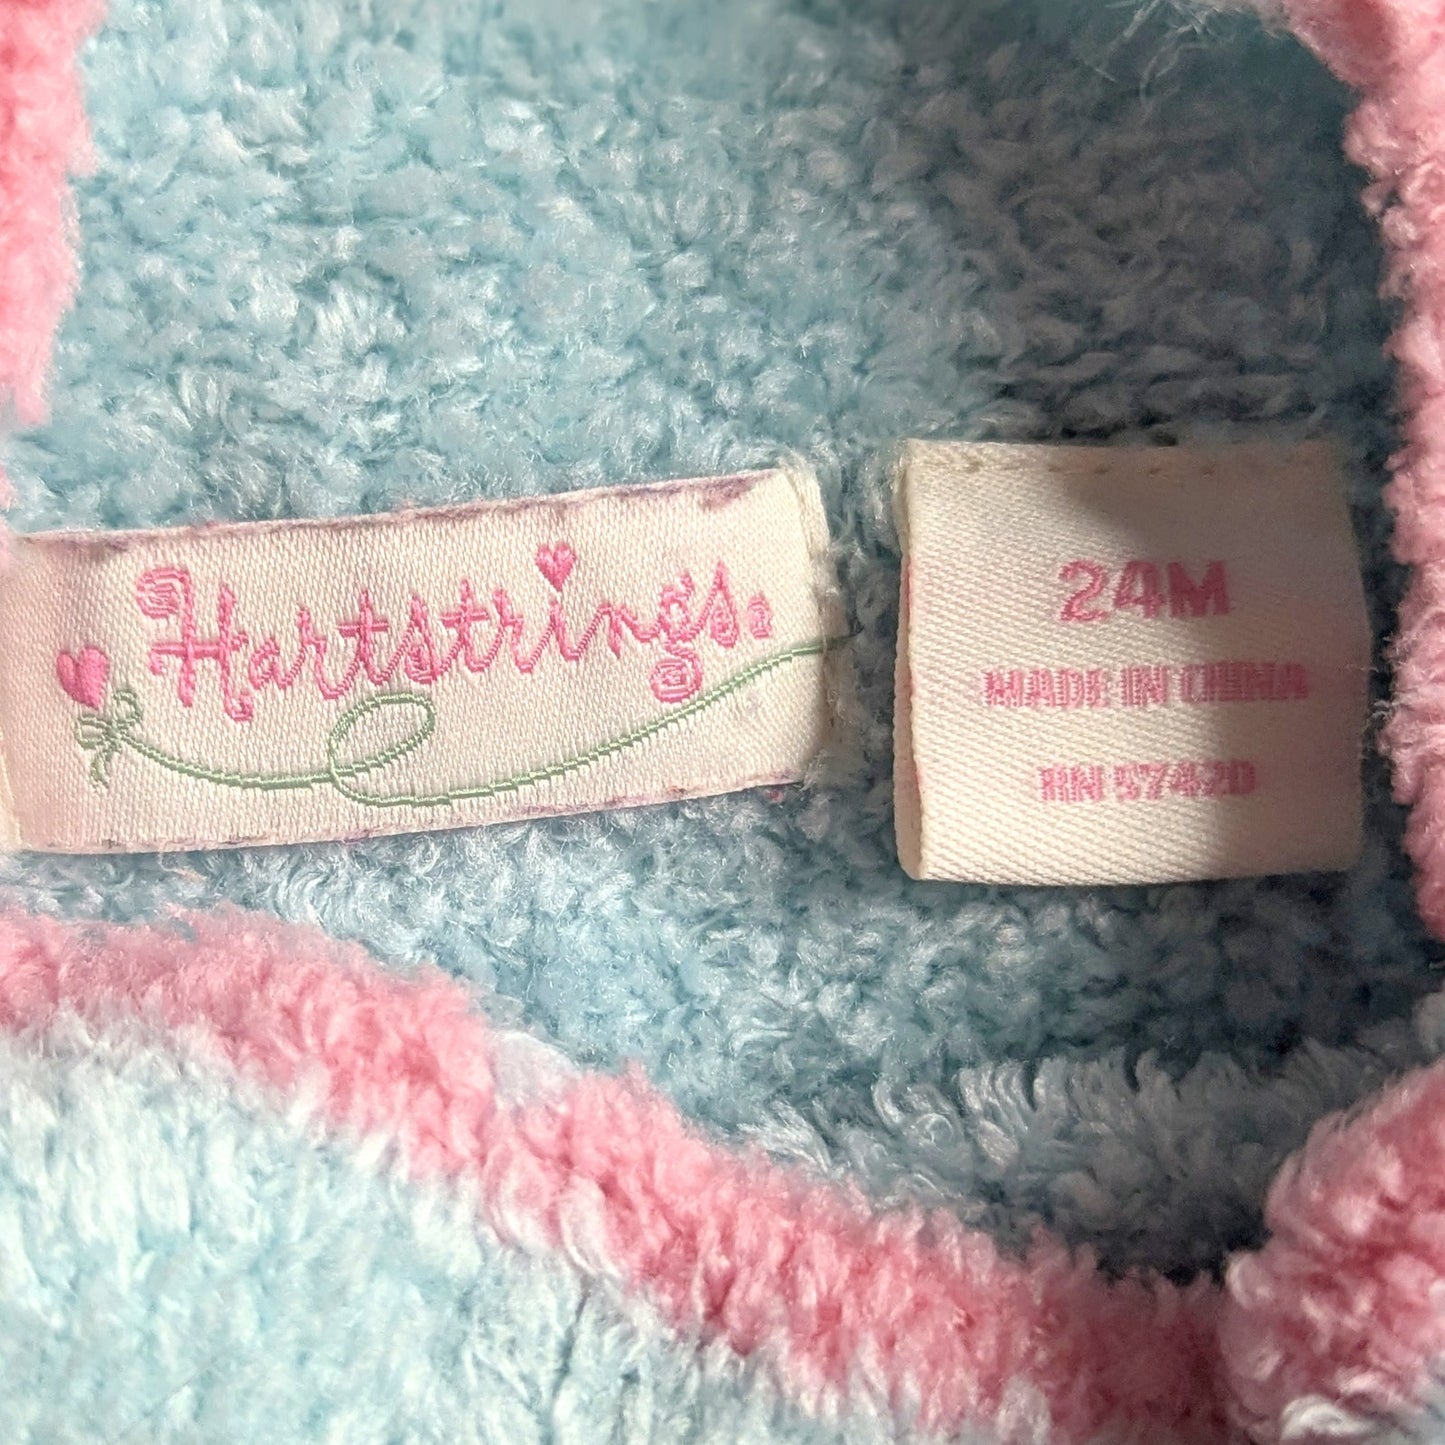 Hartstrings.
24M
MADE IN CHINA
RN 57420